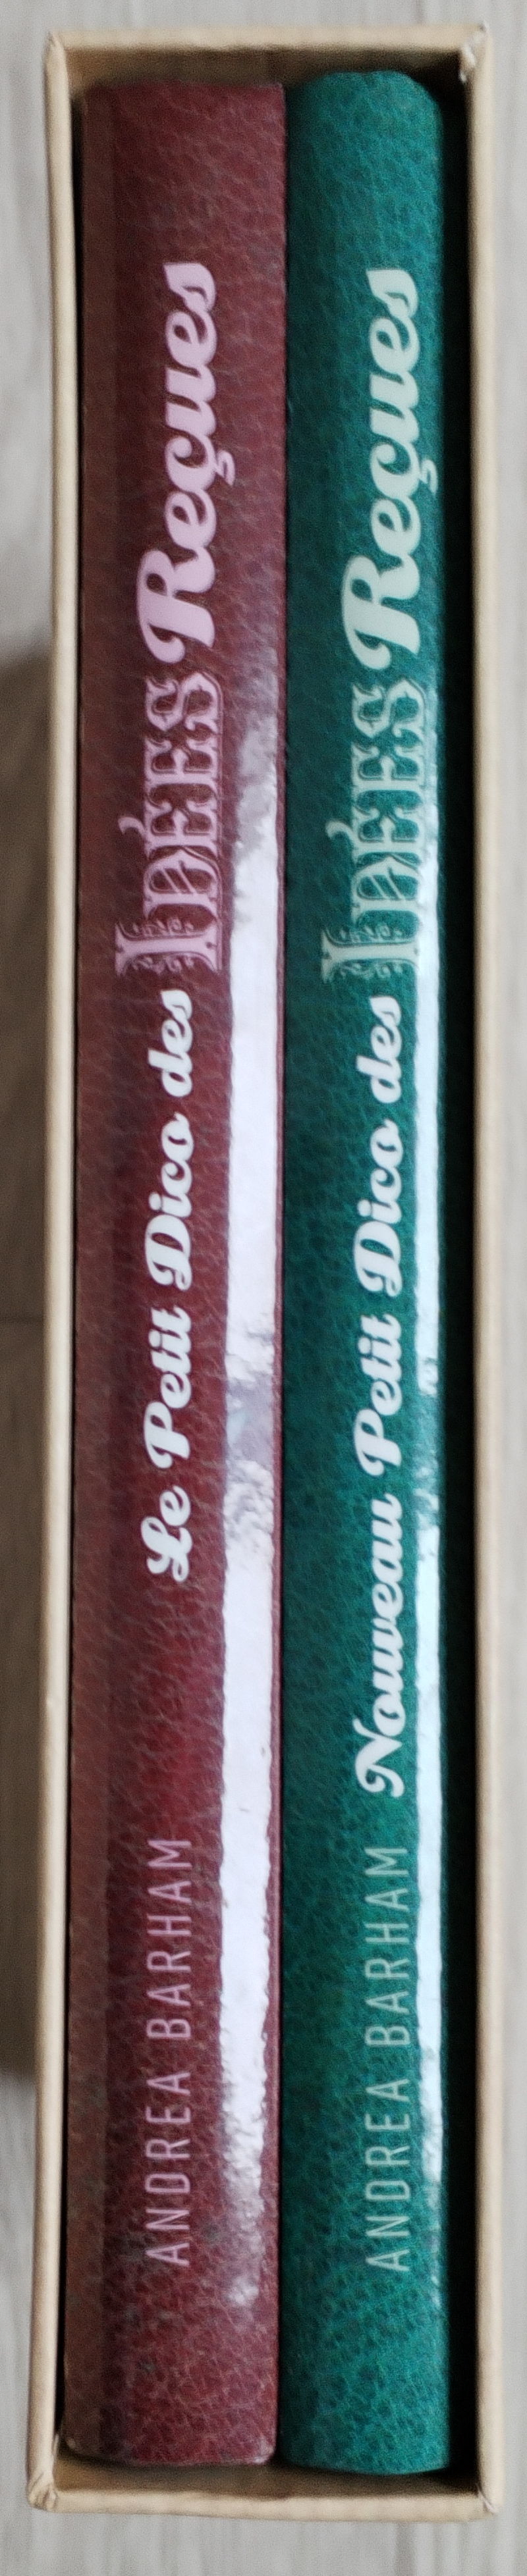 ANDREA BARHAM Le Petit Dico des IDÉES Reçues
ANDREA BARHAM Nouveau Petit Dico des IDÉES Reçues